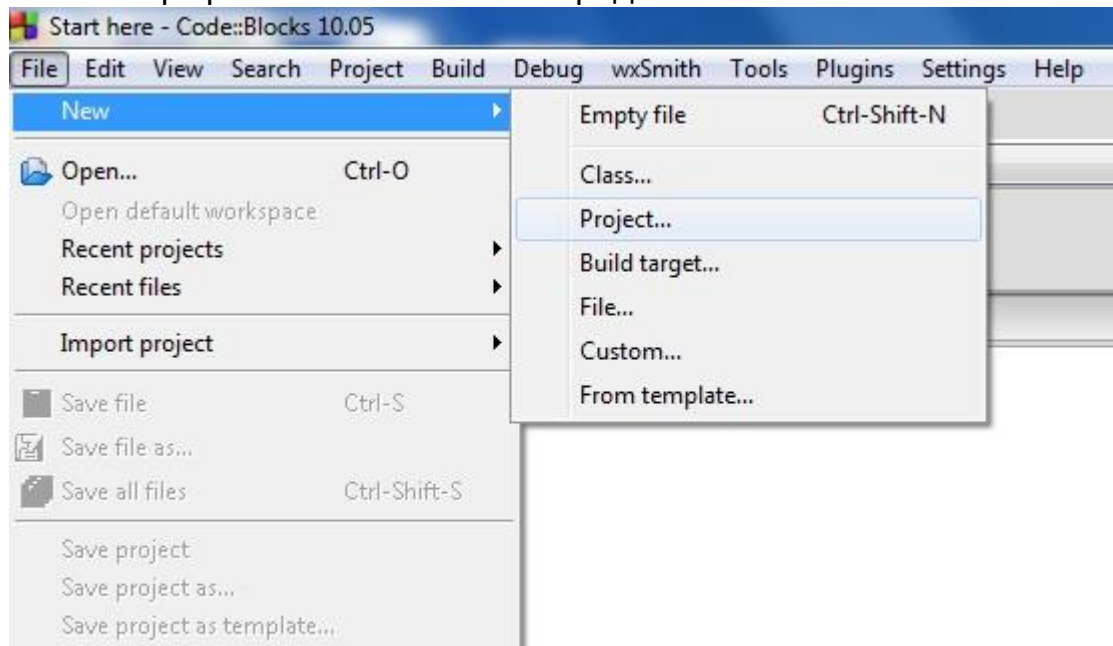 Start here - Code::Blocks 10.05
File Edit View Search Project Build Debug wxSmith Tools Plugins Settings Help
New
Empty file Ctrl-Shift-N
Open... Ctrl-O
Class...
Open default workspace
Project...
Recent projects
Build target...
Recent files
File...
Import project
Custom...
From template...
Save file Ctrl-S
Save file as...
Save all files Ctrl-Shift-S
Save project
Save project as...
Save project as template...